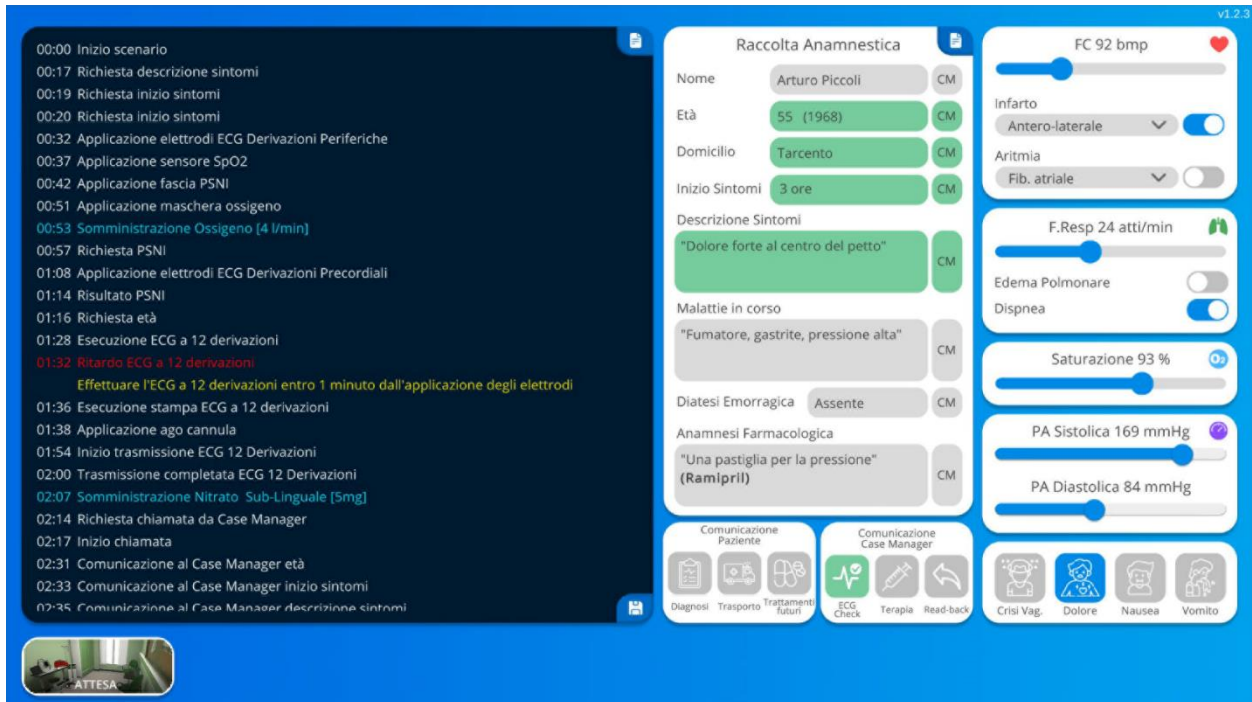 v1.2.3
00:00 Inizio scenario
00:17 Richiesta descrizione sintomi
00:19 Richiesta inizio sintomi
00:20 Richiesta inizio sintomi
00:32 Applicazione elettrodi ECG Derivazioni Periferiche
00:37 Applicazione sensore SpO2
00:42 Applicazione fascia PSNI
00:51 Applicazione maschera ossigeno
00:53 Somministrazione Ossigeno [4 l/min]
00:57 Richiesta PSNI
01:08 Applicazione elettrodi ECG Derivazioni Precordiali
01:14 Risultato PSNI
01:16 Richiesta età
01:28 Esecuzione ECG a 12 derivazioni
01:32 Ritardo ECG a 12 derivazioni
Effettuare l'ECG a 12 derivazioni entro 1 minuto dall'applicazione degli elettrodi
01:36 Esecuzione stampa ECG a 12 derivazioni
01:38 Applicazione ago cannula
01:54 Inizio trasmissione ECG 12 Derivazioni
02:00 Trasmissione completata ECG 12 Derivazioni
02:07 Somministrazione Nitrato Sub-Linguale [5mg]
02:14 Richiesta chiamata da Case Manager
02:17 Inizio chiamata
02:31 Comunicazione al Case Manager età
02:33 Comunicazione al Case Manager inizio sintomi
02:35 Comunicazione al Case Manager descrizione sintomi
ATTESA
Raccolta Anamnestica
Nome Arturo Piccoli CM
Età 55 (1968) CM
Domicilio Tarcento CM
Inizio Sintomi 3 ore CM
Descrizione Sintomi
"Dolore forte al centro del petto"
CM
Malattie in corso
"Fumatore, gastrite, pressione alta"
CM
Diatesi Emorragica Assente CM
Anamnesi Farmacologica
"Una pastiglia per la pressione"
(Ramipril)
CM
Comunicazione
Paziente
Diagnosi Trasporto Trattamenti
futuri
Comunicazione
Case Manager
ECG
Check Terapia Read-back
FC 92 bmp
Infarto
Antero-laterale
Aritmia
Fib. atriale
F.Resp 24 atti/min
Edema Polmonare
Dispnea
Saturazione 93 %
O2
PA Sistolica 169 mmHg
PA Diastolica 84 mmHg
Crisi Vag. Dolore Nausea Vomito